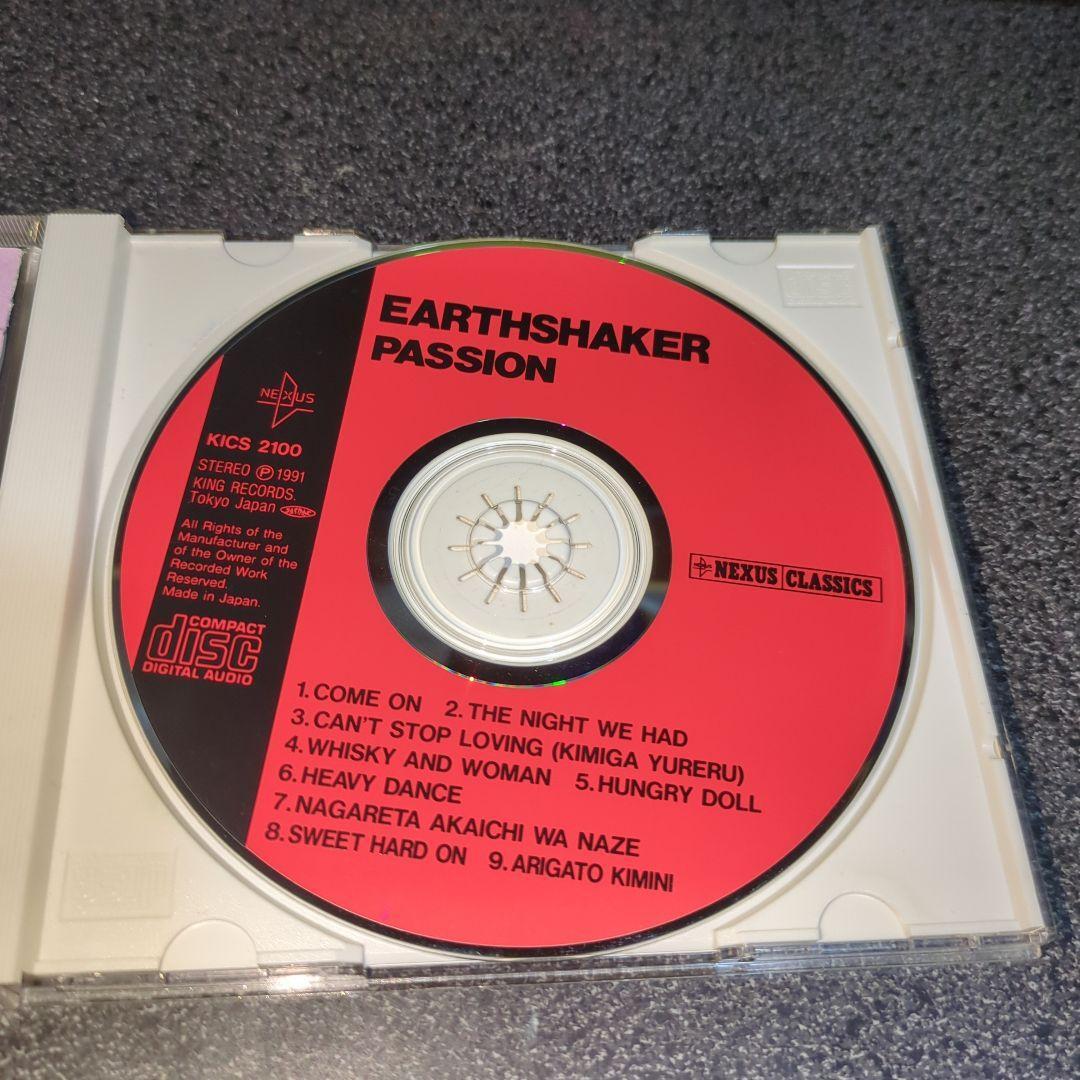 EARTHSHAKER
PASSION
NEXUS
KICS 2100
STEREO Ⓟ 1991
KING RECORDS.
Tokyo Japan
All Rights of the
Manufacturer and
of the Owner of the
Recorded Work
Reserved.
Made in Japan.
COMPACT
disc
DIGITAL AUDIO
NEXUS CLASSICS
1. COME ON 2. THE NIGHT WE HAD
3. CAN'T STOP LOVING (KIMIGA YURERU)
4. WHISKY AND WOMAN 5. HUNGRY DOLL
6. HEAVY DANCE
7. NAGARETA AKAICHI WA NAZE
8. SWEET HARD ON 9. ARIGATO KIMINI